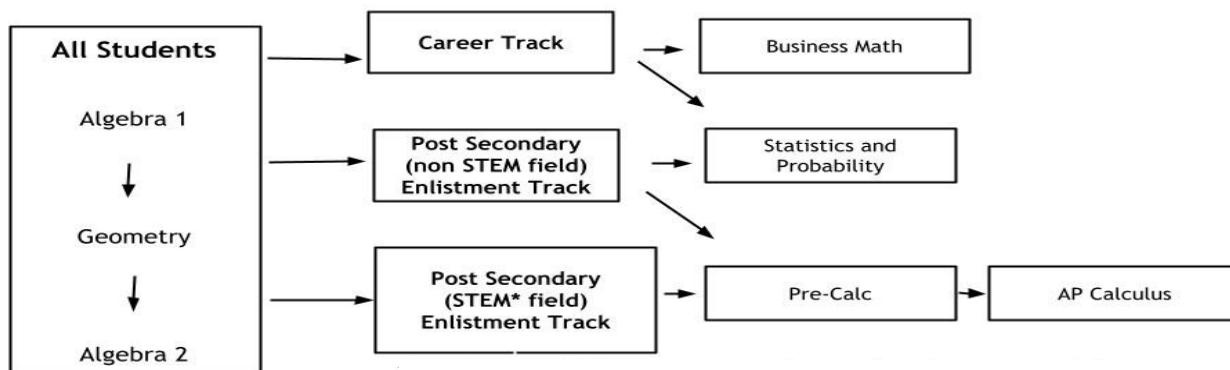 All Students
Algebra 1
Geometry
Algebra 2
Career Track
Post Secondary
(non STEM field)
Enlistment Track
Post Secondary
(STEM* field)
Enlistment Track
Business Math
Statistics and
Probability
Pre-Calc
AP Calculus